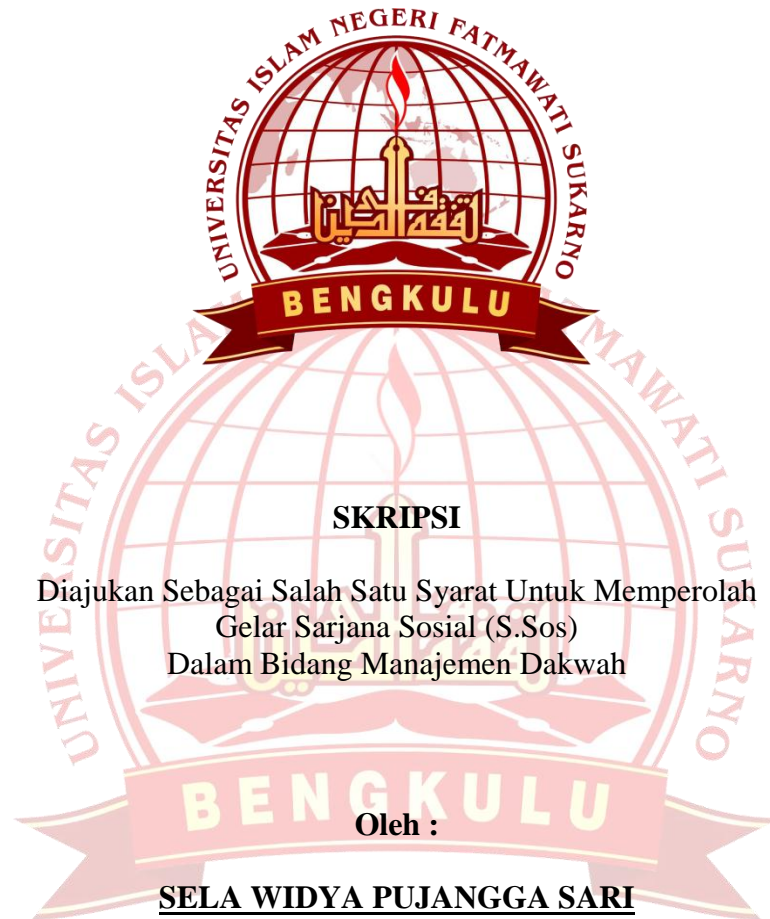 UNIVERSITAS ISLAM NEGERI FATMAWATI SUKARNO
BENGKULU
SKRIPSI
Diajukan Sebagai Salah Satu Syarat Untuk Memperolah
Gelar Sarjana Sosial (S.Sos)
Dalam Bidang Manajemen Dakwah
Oleh :
SELA WIDYA PUJANGGA SARI